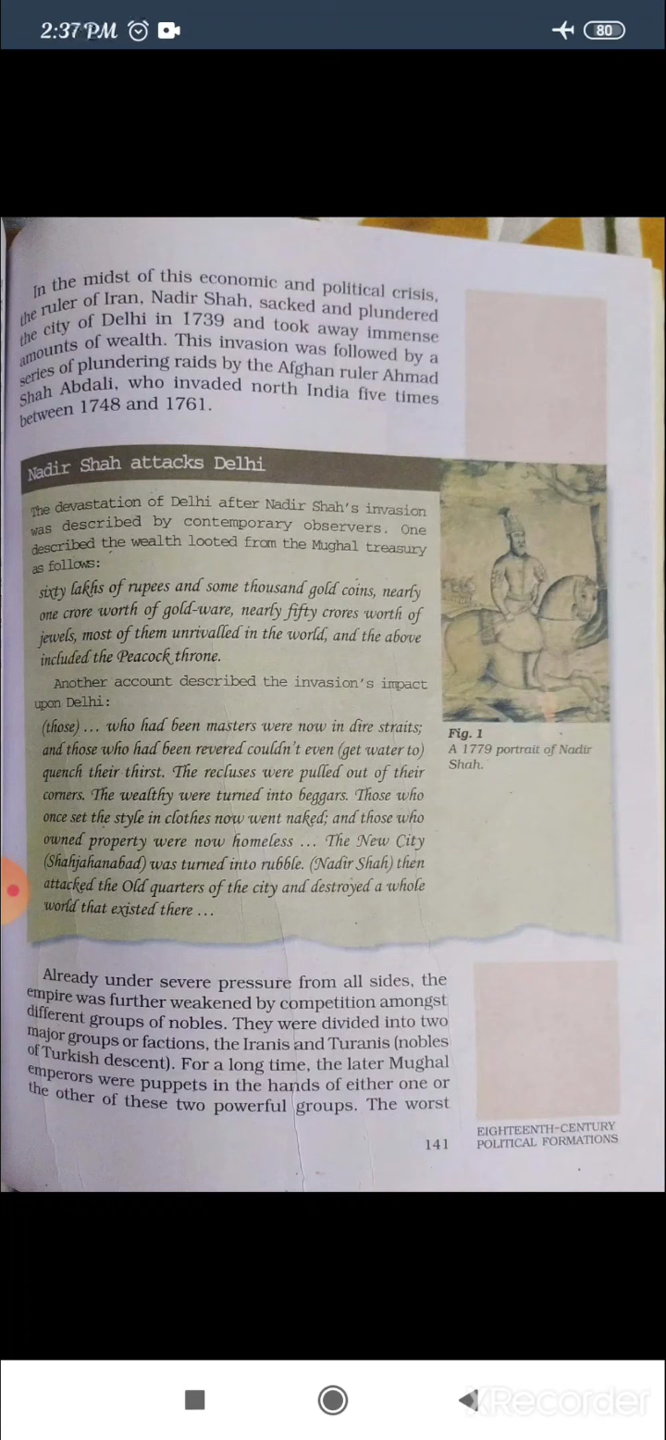 2:37 PM
80
In the midst of this economic and political crisis,
the ruler of Iran, Nadir Shah, sacked and plundered
the city of Delhi in 1739 and took away immense
amounts of wealth. This invasion was followed by a
series of plundering raids by the Afghan ruler Ahmad
Shah Abdali, who invaded north India five times
between 1748 and 1761.
Nadir Shah attacks Delhi
The devastation of Delhi after Nadir Shah's invasion
was described by contemporary observers. One
described the wealth looted from the Mughal treasury
as follows:
sixty lakhs of rupees and some thousand gold coins, nearly
one crore worth of gold-ware, nearly fifty crores worth of
jewels, most of them unrivalled in the world, and the above
included the Peacock throne.
Another account described the invasion's impact
upon Delhi:
(those) ... who had been masters were now in dire straits;
and those who had been revered couldn't even (get water to)
quench their thirst. The recluses were pulled out of their
corners. The wealthy were turned into beggars. Those who
once set the style in clothes now went naked; and those who
owned property were now homeless ... The New City
(Shahjahanabad) was turned into rubble. (Nadir Shah) then
attacked the Old quarters of the city and destroyed a whole
world that existed there ...
Fig. 1
A 1779 portrait of Nadir
Shah.
Already under severe pressure from all sides, the
empire was further weakened by competition amongst
different groups of nobles. They were divided into two
major groups or factions, the Iranis and Turanis (nobles
of Turkish descent). For a long time, the later Mughal
emperors were puppets in the hands of either one or
the other of these two powerful groups. The worst
141
EIGHTEENTH-CENTURY
POLITICAL FORMATIONS
XRecorder